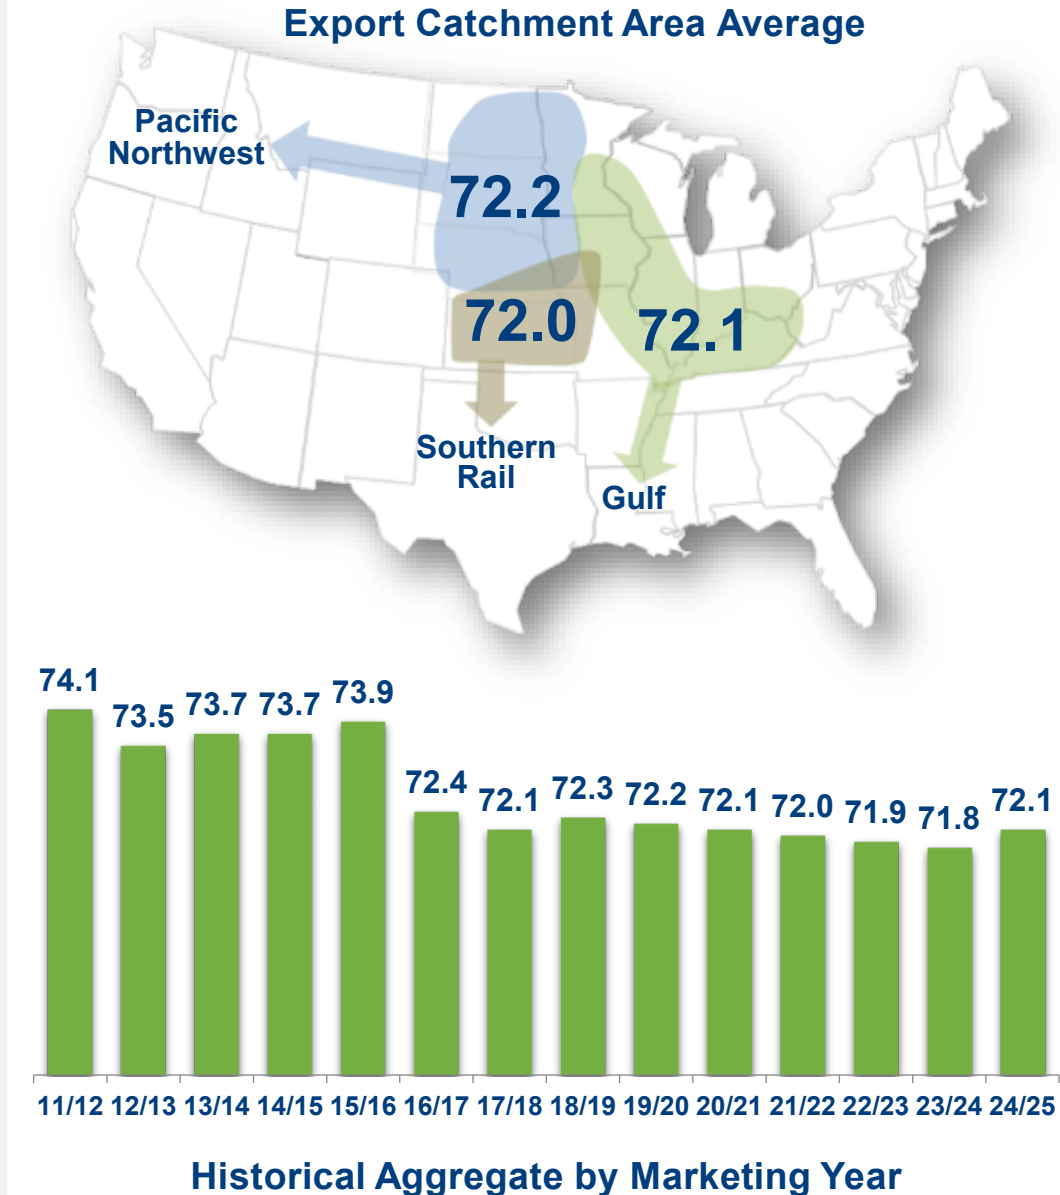 Export Catchment Area Average
Pacific
Northwest
72.2
72.0
72.1
Southern
Rail
Gulf
74.1 73.5 73.7 73.7 73.9 72.4 72.1 72.3 72.2 72.1 72.0 71.9 71.8 72.1
11/12 12/13 13/14 14/15 15/16 16/17 17/18 18/19 19/20 20/21 21/22 22/23 23/24 24/25
Historical Aggregate by Marketing Year